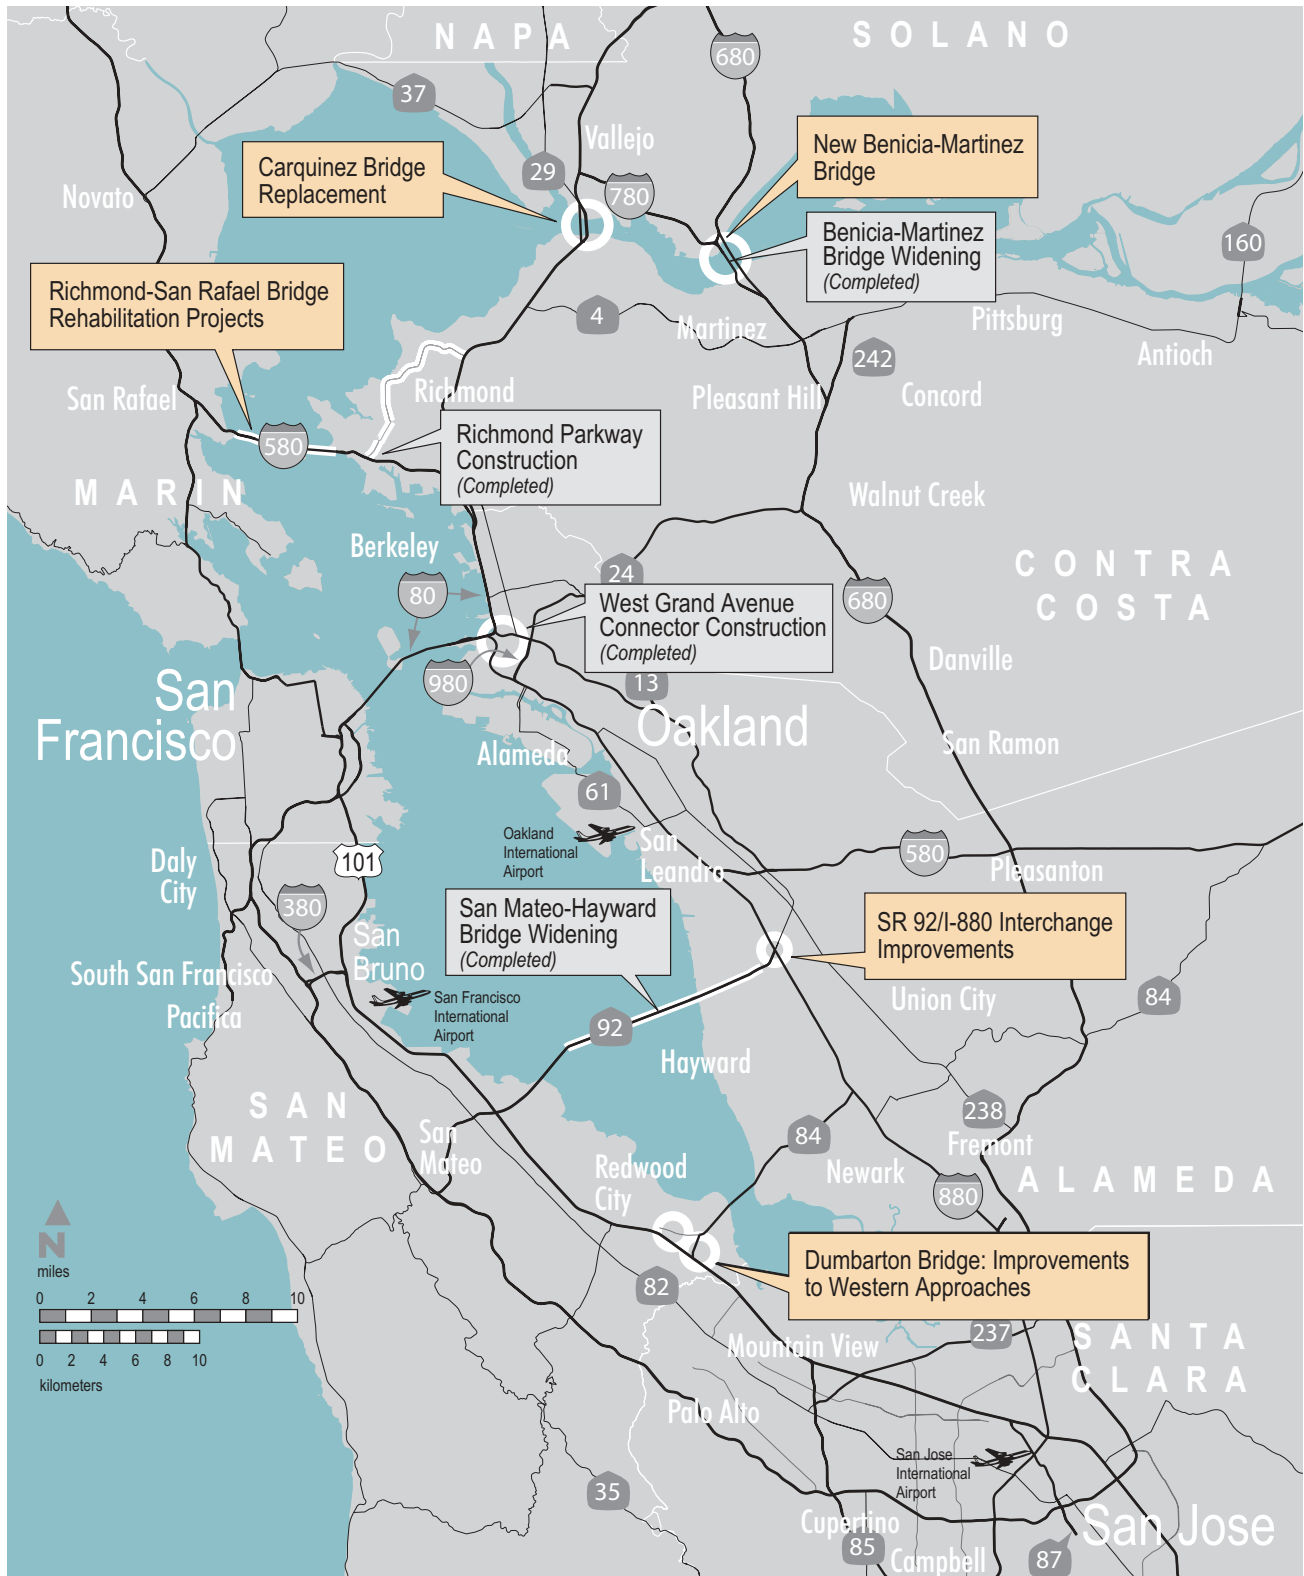 NAPA
SOLANO
680
37
Vallejo
New Benicia-Martinez
Bridge
Carquinez Bridge
Replacement
29
780
Novato
Benicia-Martinez
Bridge Widening
(Completed)
160
Richmond-San Rafael Bridge
Rehabilitation Projects
4
Martinez
Pittsburg
Antioch
242
San Rafael
Richmond
Pleasant Hill
Concord
580
Richmond Parkway
Construction
(Completed)
MARIN
Walnut Creek
Berkeley
24
CONTRA
COSTA
80
680
West Grand Avenue
Connector Construction
(Completed)
Danville
980
13
San
Francisco
Oakland
Alameda
San Ramon
61
Oakland
International
Airport
San
Leandro
101
580
Pleasanton
Daly
City
380
San Mateo-Hayward
Bridge Widening
(Completed)
SR 92/I-880 Interchange
Improvements
San
Bruno
South San Francisco
Pacifica
San Francisco
International
Airport
Union City
84
92
Hayward
SAN
MATEO
238
Fremont
84
San
Mateo
Redwood
City
Newark
880
ALAMEDA
N
miles
0 2 4 6 8 10
0 2 4 6 8 10
kilometers
Dumbarton Bridge: Improvements
to Western Approaches
82
237
Mountain View
SANTA
CLARA
Palo Alto
San Jose
International
Airport
35
Cupertino
San Jose
85
Campbell
87